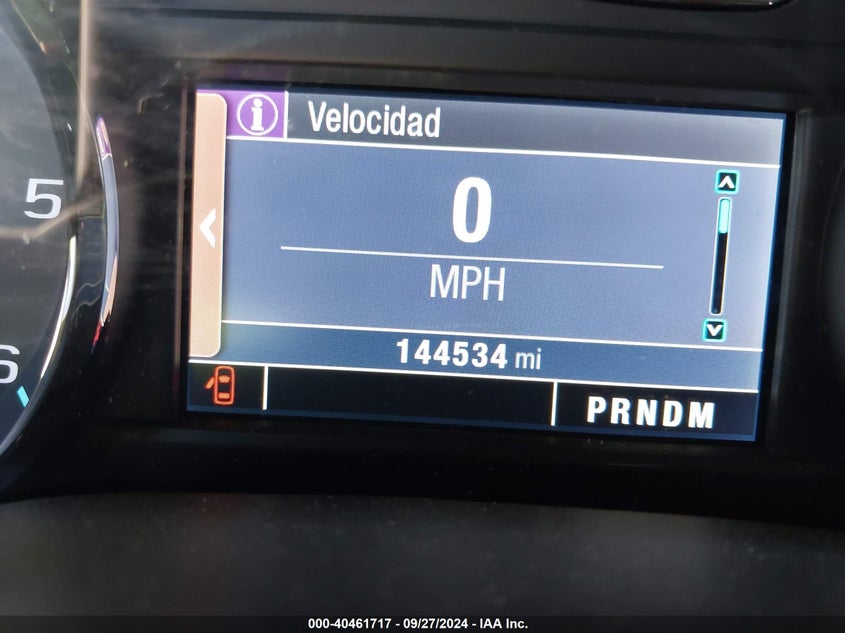 Velocidad
0
5
MPH
144534 mi
6
PRNDM
000-40461717 - 09/27/2024 - IAA Inc.